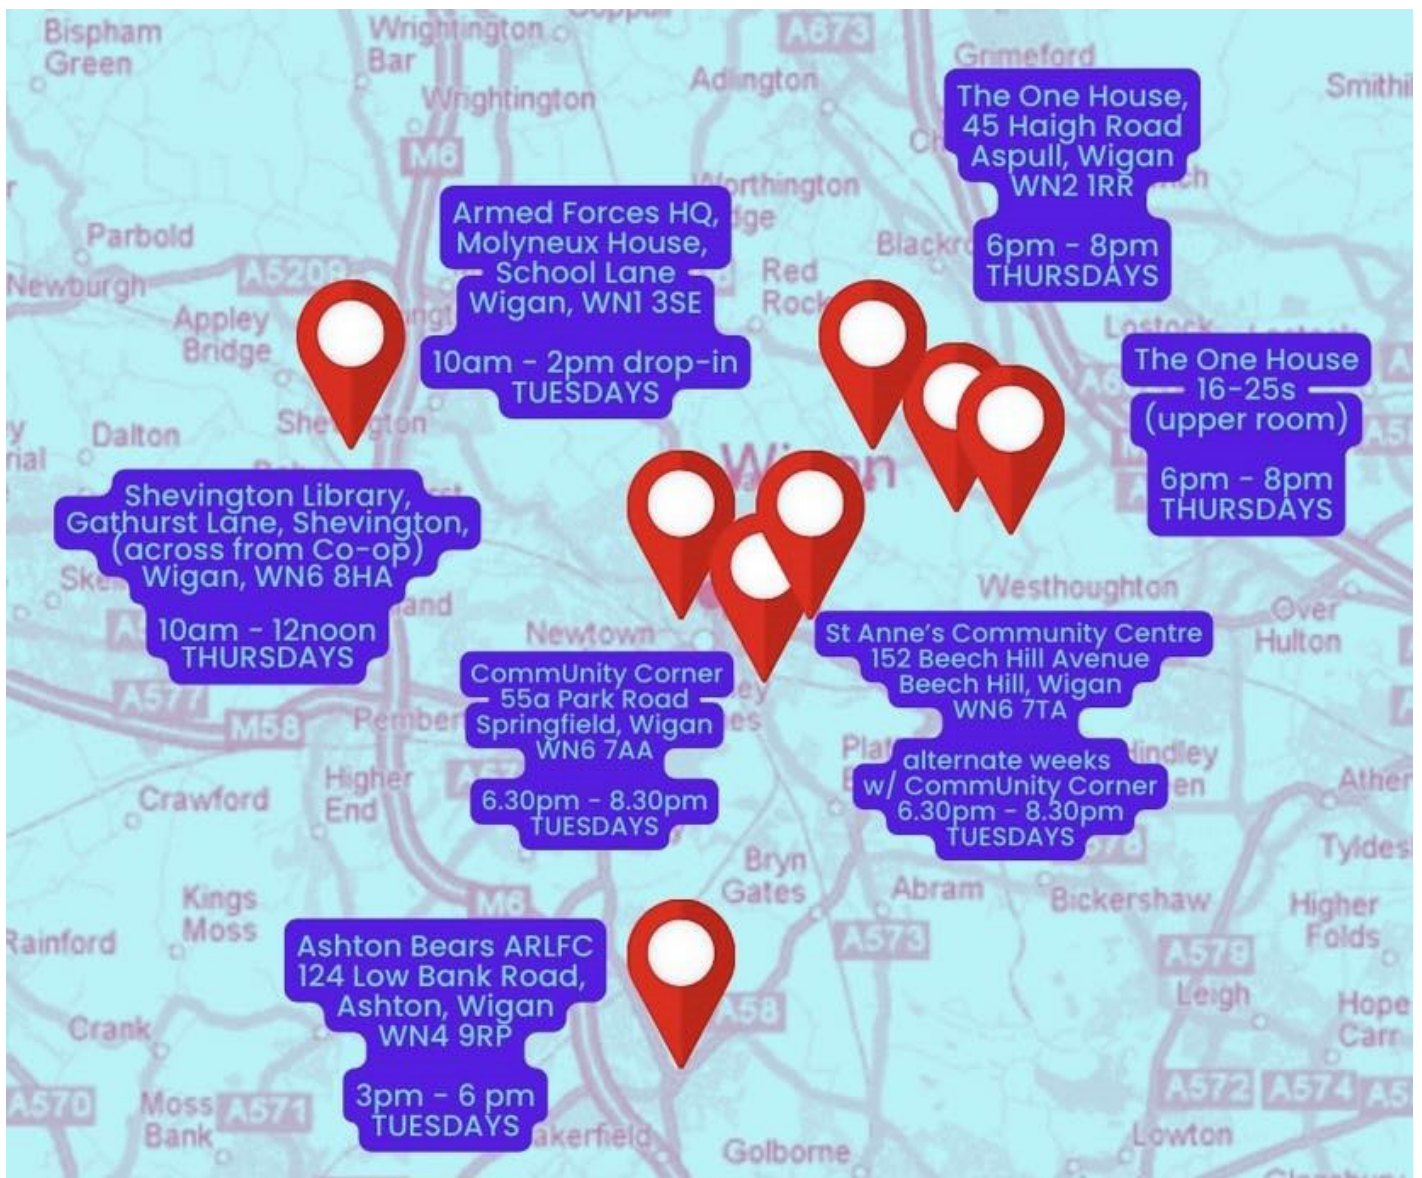 Bispham
Green
Wrightington
Bar
Wrightington
Adlington
A673
Grimeford
M6
Parbold
Newburgh
A5209
Appley
Bridge
Dalton
Red
Rock
The One House,
45 Haigh Road
Aspull, Wigan
WN2 1RR
6pm - 8pm
THURSDAYS
Armed Forces HQ,
Molyneux House,
School Lane
Wigan, WN1 3SE
10am - 2pm drop-in
TUESDAYS
The One House
16-25s
(upper room)
6pm - 8pm
THURSDAYS
Shevington Library,
Gathurst Lane, Shevington,
(across from Co-op)
Wigan, WN6 8HA
10am - 12noon
THURSDAYS
Westhoughton
Over
Hulton
Newtown
A577
M58
CommUnity Corner
55a Park Road
Springfield, Wigan
WN6 7AA
6.30pm - 8.30pm
TUESDAYS
St Anne's Community Centre
152 Beech Hill Avenue
Beech Hill, Wigan
WN6 7TA
alternate weeks
w/ CommUnity Corner
6.30pm - 8.30pm
TUESDAYS
Crawford
Higher
End
Bryn
Gates
Abram
Bickershaw
Higher
Folds
Kings
Moss
Rainford
M6
A573
A579
Leigh
Hope
Carr
Ashton Bears ARLFC
124 Low Bank Road,
Ashton, Wigan
WN4 9RP
3pm - 6 pm
TUESDAYS
A58
Crank
A570
Moss
Bank
A571
A572
A574
Golborne
Lowton